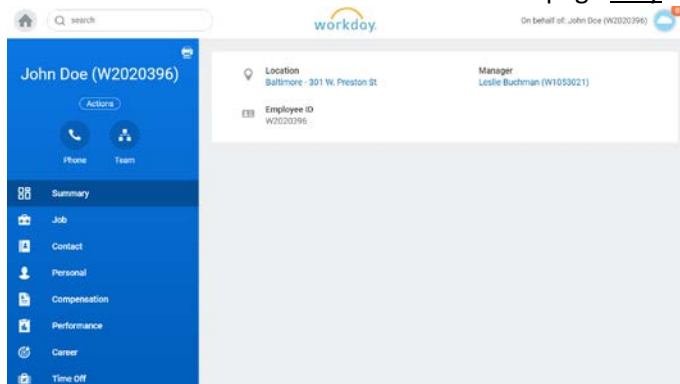 page
search
workday.
On behalf of: John Doe (W2020396)
John Doe (W2020396)
Actions
Phone
Team
Location
Baltimore - 301 W. Preston St
Manager
Leslie Buchman (W1053021)
Employee ID
W2020396
Summary
Job
Contact
Personal
Compensation
Performance
Career
Time Off